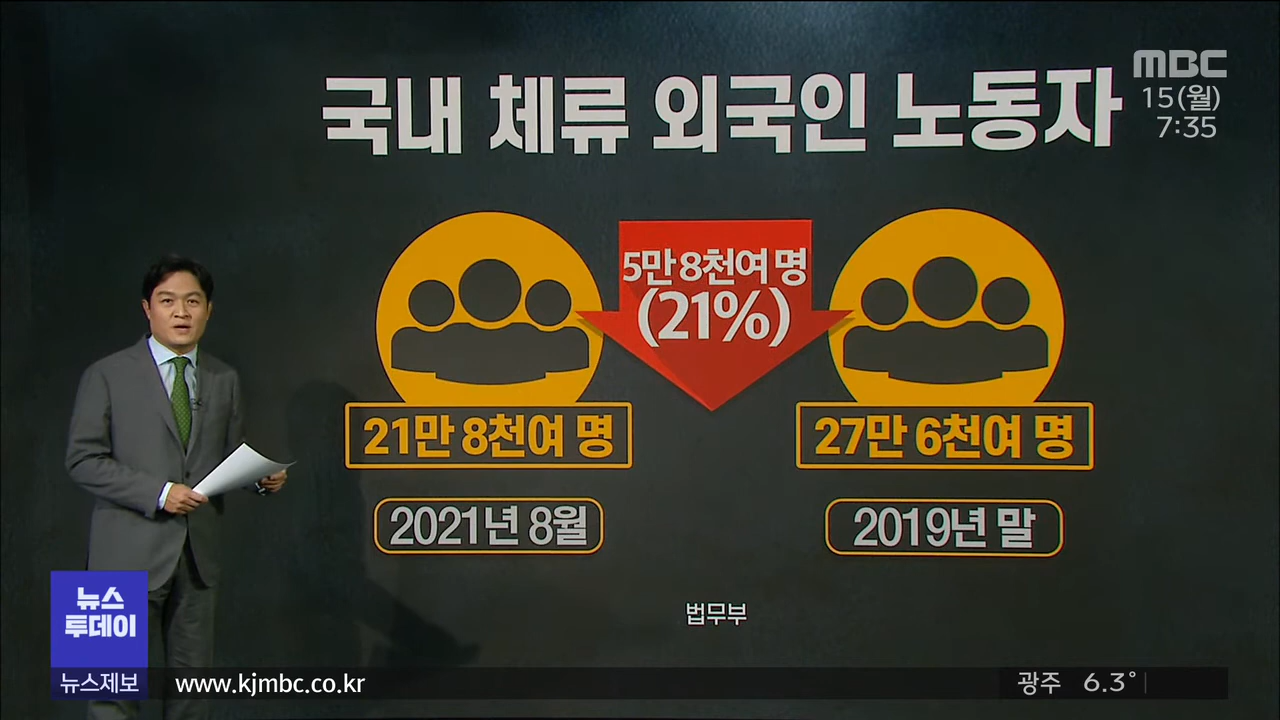 국내 체류 외국인 노동자
MBC
15(월)
7:35
5만 8천여 명
(21%)
21만 8천여 명
27만 6천여 명
2021년 8월
2019년 말
법무부
뉴스
투데이
뉴스제보 www.kjmbc.co.kr
광주 6.3°